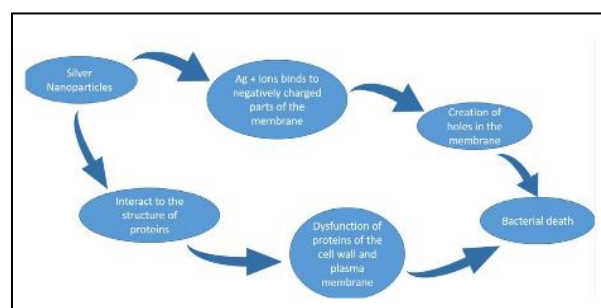 Silver
Nanoparticles
Ag + Ions binds to
negatively charged
parts of the
membrane
Creation of
holes in the
membrane
Interact to the
structure of
proteins
Dysfunction of
proteins of the
cell wall and
plasma
membrane
Bacterial death